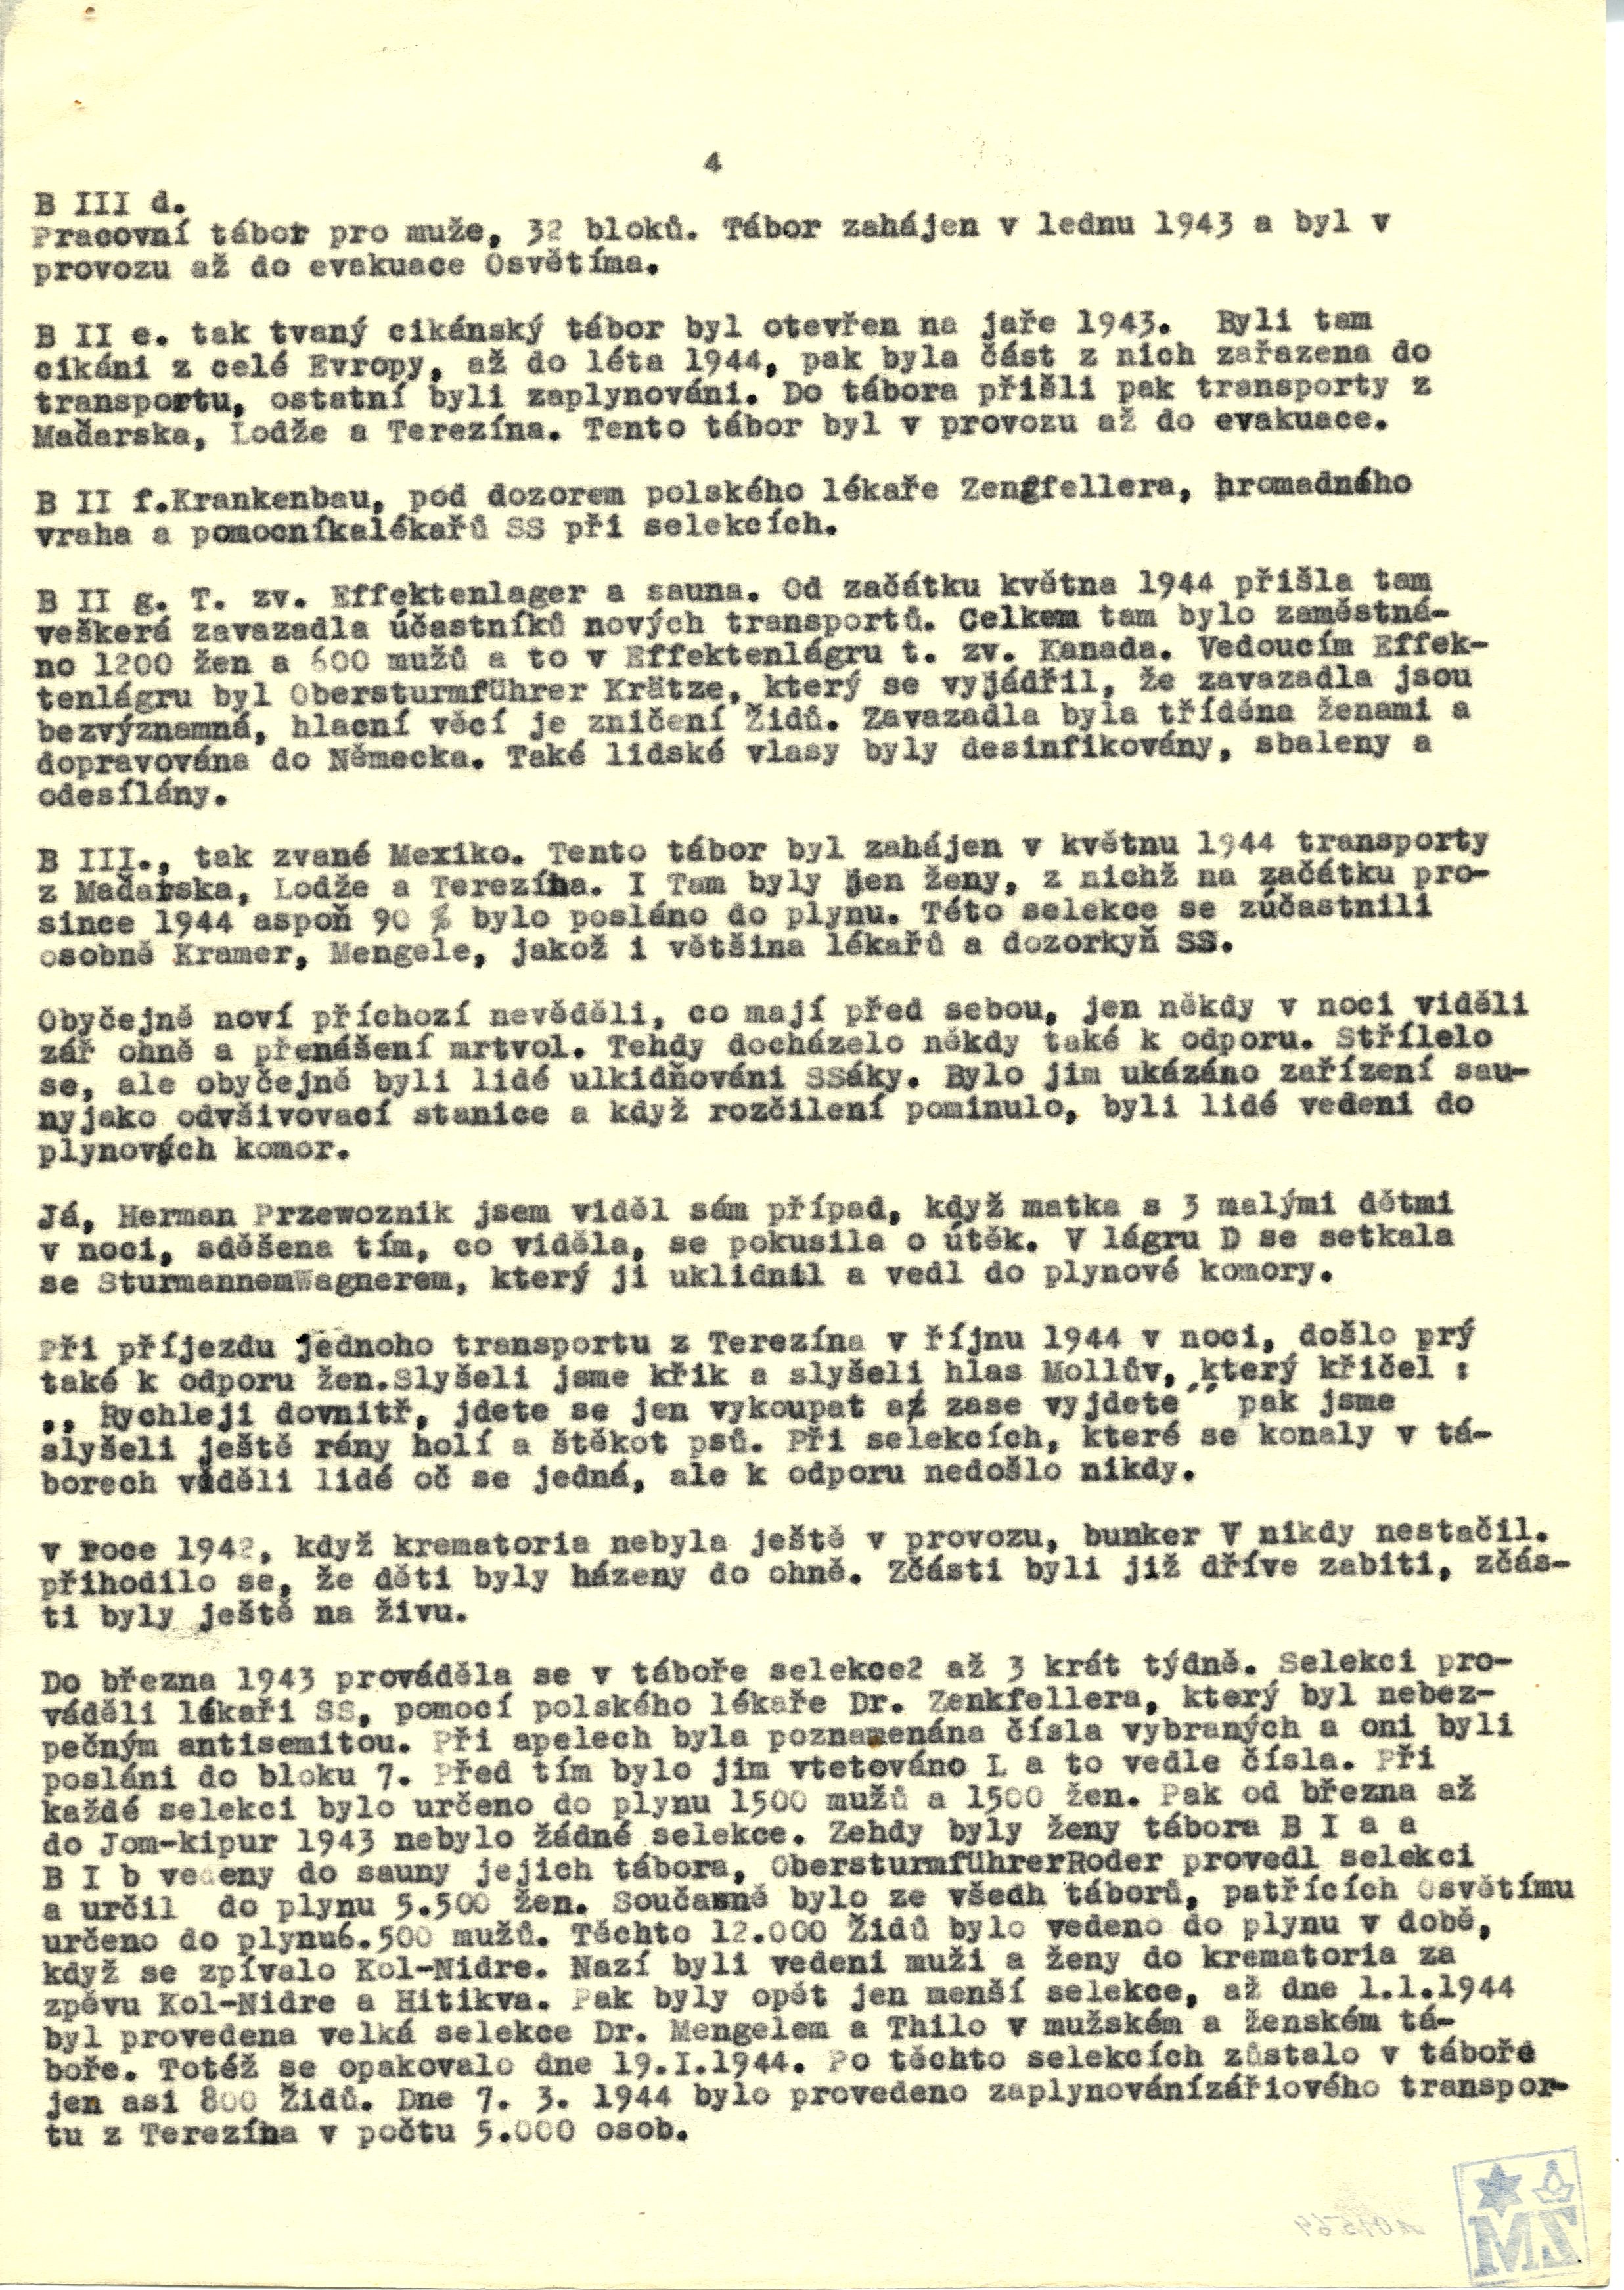 4
B III d.
Pracovní tábor pro muže, 32 bloků. Tábor zahájen v lednu 1943 a byl v
provozu až do evakuace Osvětíma.
B II e. tak tvaný cikánský tábor byl otevřen na jaře 1943. Byli tam
cikáni z celé Evropy, až do léta 1944, pak byla část z nich zařazena do
transportu, ostatní byli zaplynováni. Do tábora přišli pak transporty z
Maďarska, Lodže a Terezína. Tento tábor byl v provozu až do evakuace.
B II f.Krankenbau, pod dozorem polského lékaře Zengfellera, hromadného
vraha a pomocníkalékařů SS při selekcích.
B II g. T. zv. Effektenlager a sauna. Od začátku května 1944 přišla tam
veškerá zavazadla účastníků nových transportů. Celkem tam bylo zaměstná-
no 1200 žen a 600 mužů a to v Effektenlágru t. zv. Kanada. Vedoucím Effek-
tenlágru byl Obersturmführer Krätze, který se vyjádřil, že zavazadla jsou
bezvýznamná, hlacní věcí je zničení Židů. Zavazadla byla tříděna ženami a
dopravována do Německa. Také lidské vlasy byly desinfikovány, sbaleny a
odesílány.
B III., tak zvané Mexiko. Tento tábor byl zahájen v květnu 1944 transporty
z Maďarska, Lodže a Terezína. I Tam byly jen ženy, z nichž na začátku pro-
since 1944 aspoň 90 % bylo posláno do plynu. Této selekce se zúčastnili
osobně Kramer, Mengele, jakož i většina lékařů a dozorkyň SS.
Obyčejně noví příchozí nevěděli, co mají před sebou, jen někdy v noci viděli
zář ohně a přenášení mrtvol. Tehdy docházelo někdy také k odporu. Střílelo
se, ale obyčejně byli lidé ulkidňováni SSáky. Bylo jim ukázáno zařízení sau-
nyjako odvšivovací stanice a když rozčilení pominulo, byli lidé vedeni do
plynových komor.
Já, Herman Przewoznik jsem viděl sám případ, když matka s 3 malými dětmi
v noci, sděšena tím, co viděla, se pokusila o útěk. V lágru D se setkala
se SturmannemWagnerem, který ji uklidnil a vedl do plynové komory.
Při příjezdu jednoho transportu z Terezína v říjnu 1944 v noci, došlo prý
také k odporu žen.Slyšeli jsme křik a slyšeli hlas Mollův, který křičel :
,, Rychleji dovnitř, jdete se jen vykoupat až zase vyjdete ́ ́ pak jsme
slyšeli ještě rány holí a štěkot psů. Při selekcích, které se konaly v tá-
borech viděli lidé oč se jedná, ale k odporu nedošlo nikdy.
v roce 1942, když krematoria nebyla ještě v provozu, bunker V nikdy nestačil.
přihodilo se, že děti byly házeny do ohně. Zčásti byli již dříve zabiti, zčás-
ti byly ještě na živu.
Do března 1943 prováděla se v táboře selekce2 až 3 krát týdně. Selekci pro-
váděli lékaři SS, pomocí polského lékaře Dr. Zenkfellera, který byl nebez-
pečným antisemitou. Při apelech byla poznamenána čísla vybraných a oni byli
posláni do bloku 7. Před tím bylo jim vtetováno L a to vedle čísla. Při
každé selekci bylo určeno do plynu 1500 mužů a 1500 žen. Pak od března až
do Jom-kipur 1943 nebylo žádné selekce. Zehdy byly ženy tábora B I a a
B I b vedeny do sauny jejich tábora, ObersturmführerRoder provedl selekci
a určil do plynu 5.500 žen. Současně bylo ze všedh táborů, patřících Osvětímu
určeno do plynu6.500 mužů. Těchto 12.000 Židů bylo vedeno do plynu v době,
když se zpívalo Kol-Nidre. Nazí byli vedeni muži a ženy do krematoria za
zpěvu Kol-Nidre a Hitikva. Pak byly opět jen menší selekce, až dne 1.1.1944
byl provedena velká selekce Dr. Mengelem a Thilo v mužském a ženském tá-
boře. Totéž se opakovalo dne 19.I.1944. Po těchto selekcích zůstalo v táboře
jen asi 800 Židů. Dne 7. 3. 1944 bylo provedeno zaplynovánízářiového transpor-
tu z Terezína v počtu 5.000 osob.